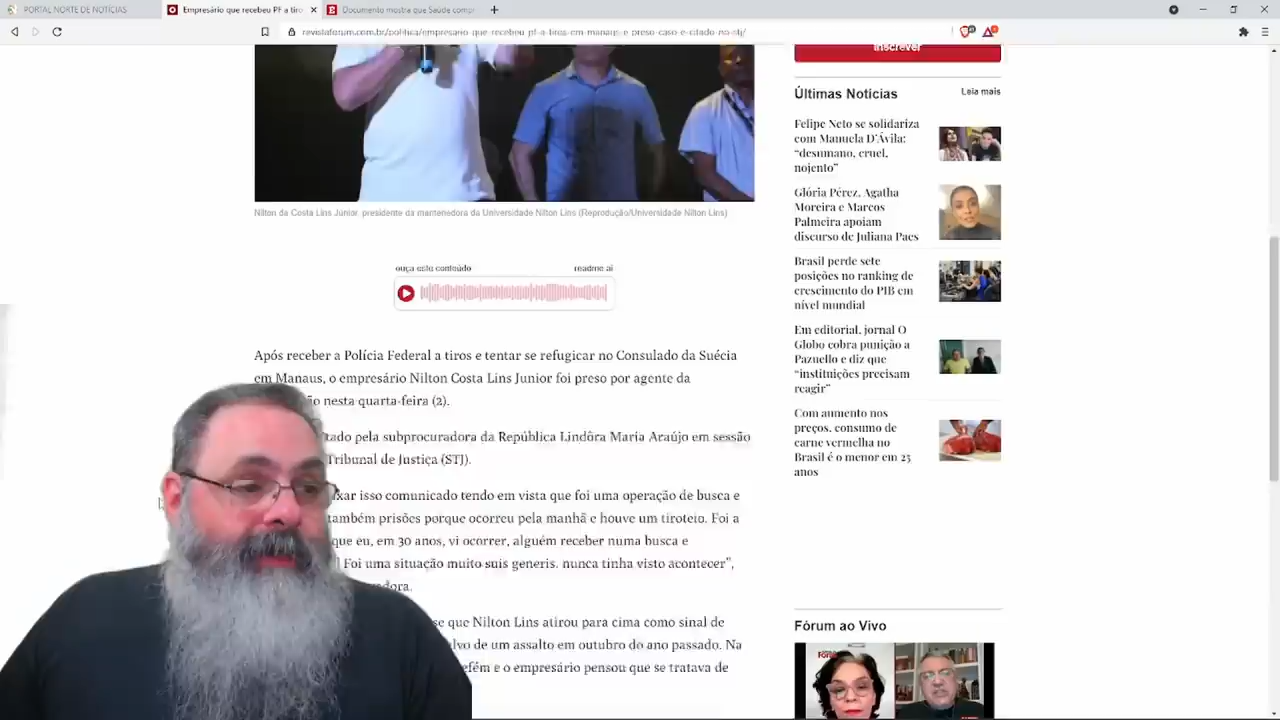 PORTAL NORTE DE NOTÍCIAS
Empresário que recebeu PF a tiro
Documento mostra que Saúde compr
revistaforum.com.br/politica/empresario-que-recebeu-pf-a-tiros-em-manaus-e-preso-caso-e-citado-no-stj/
Inscrever
Nilton da Costa Lins Junior, presidente da mantenedora da Universidade Nilton Lins (Reprodução/Universidade Nilton Lins)
ouça este conteúdo
readme.ai
Após receber a Polícia Federal a tiros e tentar se refugicar no Consulado da Suécia
em Manaus, o empresário Nilton Costa Lins Junior foi preso por agente da
nesta quarta-feira (2).
pela subprocuradora da República Lindôra Maria Araújo em sessão
Tribunal de Justiça (STJ).
isso comunicado tendo em vista que foi uma operação de busca e
também prisões porque ocorreu pela manhã e houve um tiroteio. Foi a
que eu, em 30 anos, vi ocorrer, alguém receber numa busca e
Foi uma situação muito suis generis, nunca tinha visto acontecer",
que Nilton Lins atirou para cima como sinal de
de um assalto em outubro do ano passado. Na
e o empresário pensou que se tratava de
Últimas Notícias
Leia mais
Felipe Neto se solidariza
com Manuela D'Ávila:
"desumano, cruel,
nojento"
Glória Pérez, Agatha
Moreira e Marcos
Palmeira apoiam
discurso de Juliana Paes
Brasil perde sete
posições no ranking de
crescimento do PIB em
nível mundial
Em editorial, jornal O
Globo cobra punição a
Pazuello e diz que
"instituições precisam
reagir"
Com aumento nos
preços, consumo de
carne vermelha no
Brasil é o menor em 25
anos
Fórum ao Vivo